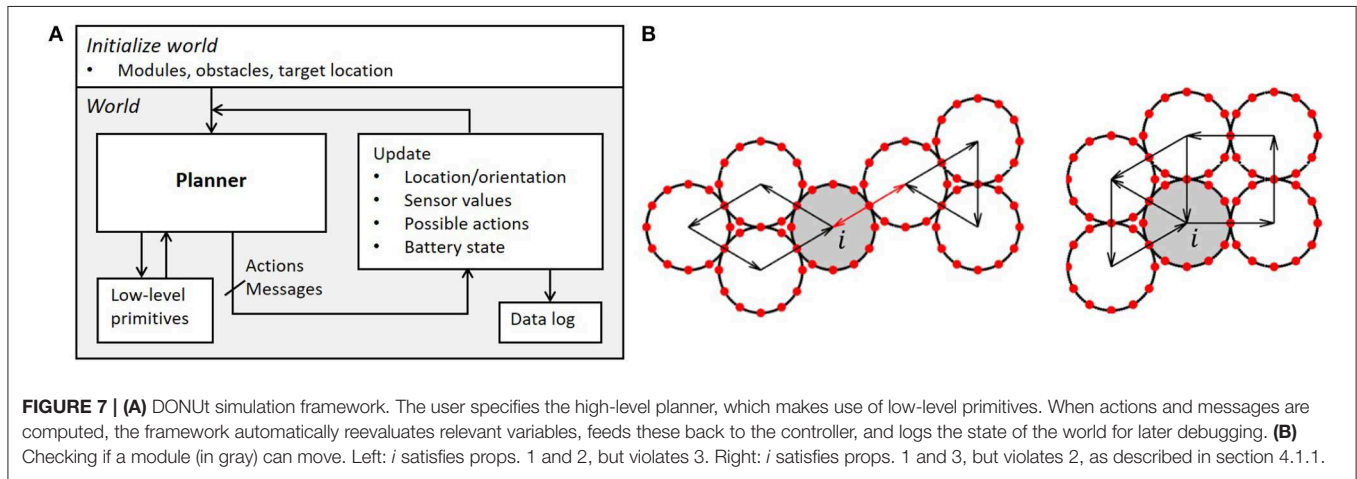 A
Initialize world
• Modules, obstacles, target location
World
Planner
Update
• Location/orientation
• Sensor values
• Possible actions
• Battery state
Actions
Messages
Low-level
primitives
Data log
B
i
i
FIGURE 7 | (A) DONUt simulation framework. The user specifies the high-level planner, which makes use of low-level primitives. When actions and messages are
computed, the framework automatically reevaluates relevant variables, feeds these back to the controller, and logs the state of the world for later debugging. (B)
Checking if a module (in gray) can move. Left: i satisfies props. 1 and 2, but violates 3. Right: i satisfies props. 1 and 3, but violates 2, as described in section 4.1.1.